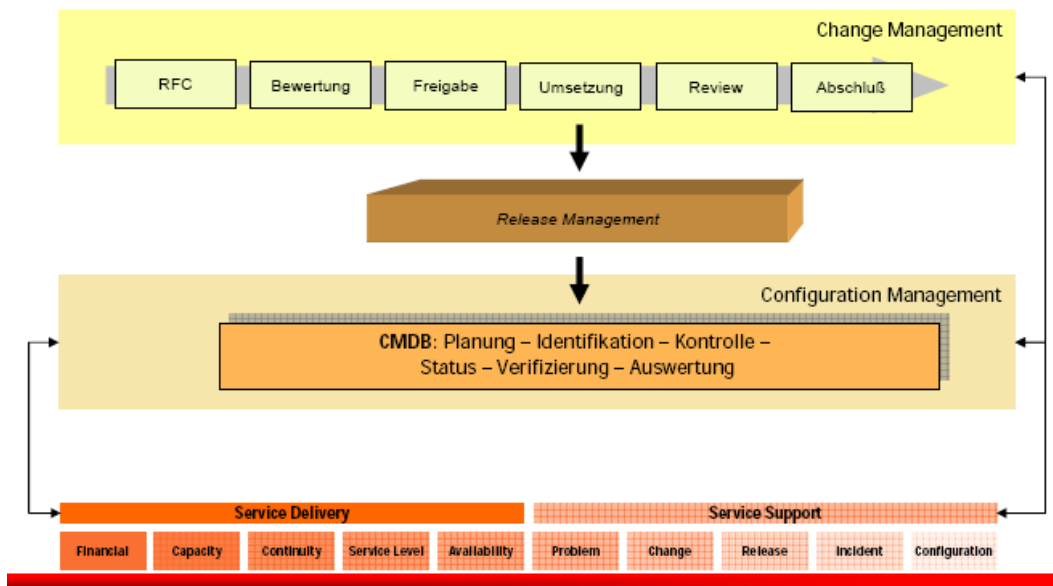 Change Management
RFC
Bewertung
Freigabe
Umsetzung
Review
Abschluß
Release Management
Configuration Management
CMDB: Planung – Identifikation – Kontrolle –
Status – Verifizierung – Auswertung
Service Delivery
Service Support
Financial
Capacity
Continuity
Service Level
Availability
Problem
Change
Release
Incident
Configuration